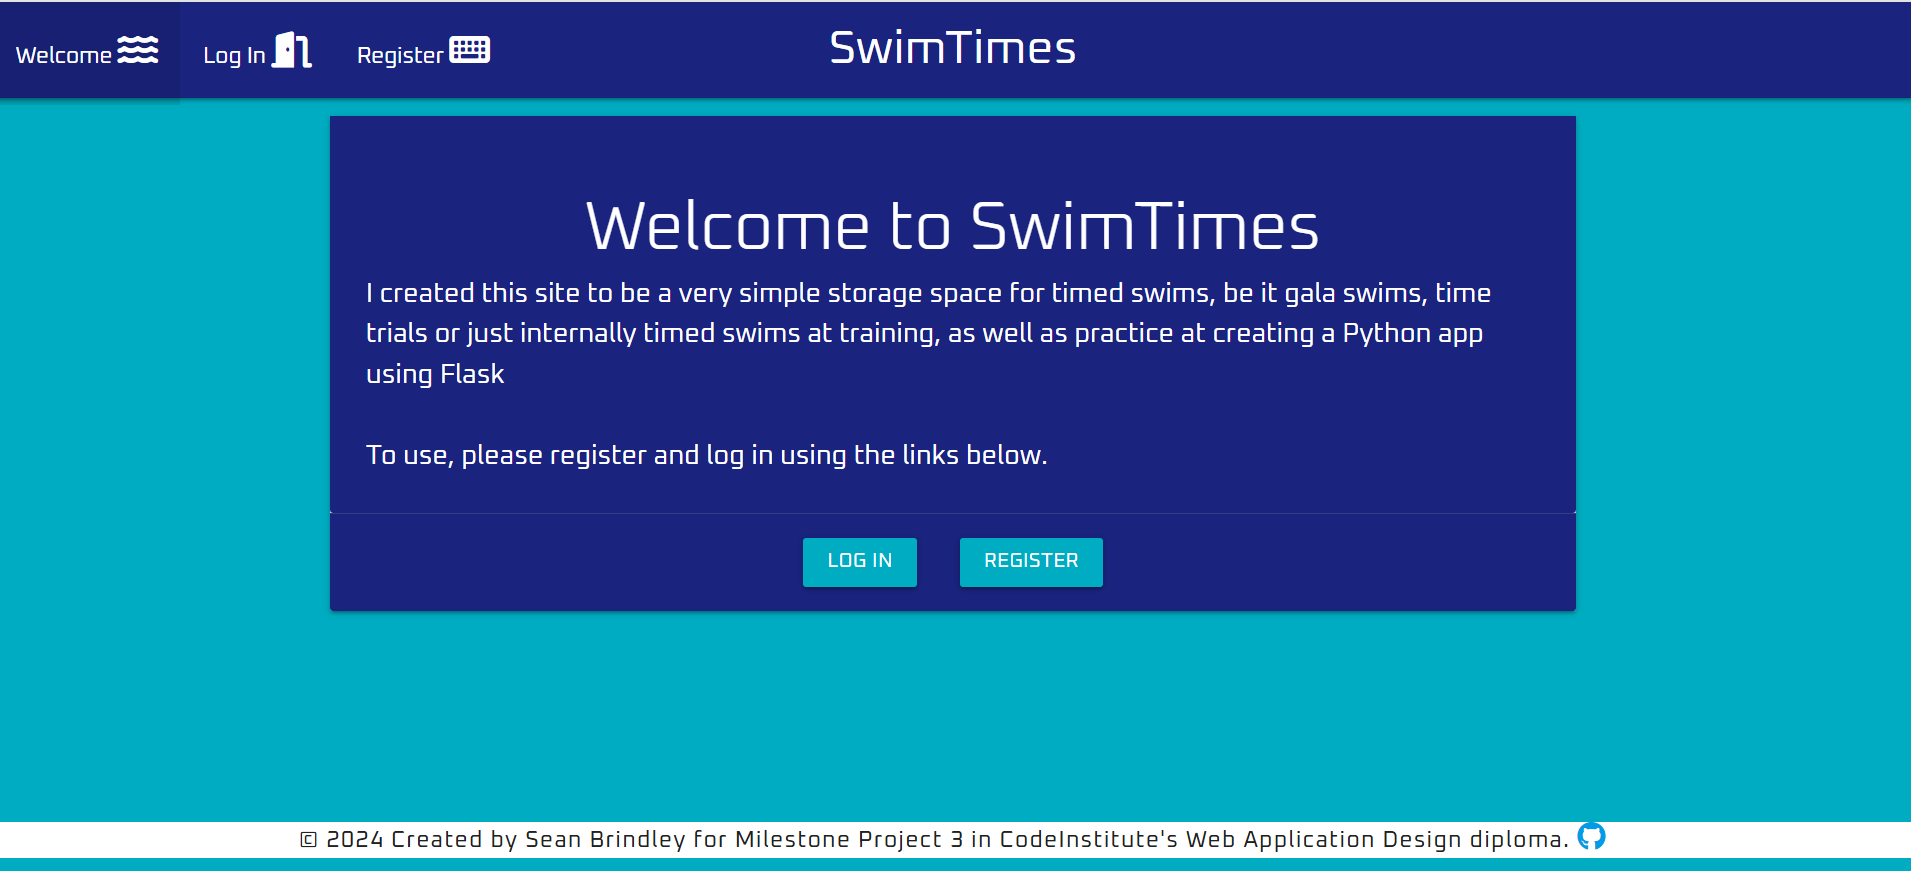 Welcome
Log In
Register
SwimTimes
Welcome to SwimTimes
I created this site to be a very simple storage space for timed swims, be it gala swims, time
trials or just internally timed swims at training, as well as practice at creating a Python app
using Flask
To use, please register and log in using the links below.
LOG IN
REGISTER
© 2024 Created by Sean Brindley for Milestone Project 3 in CodeInstitute's Web Application Design diploma.